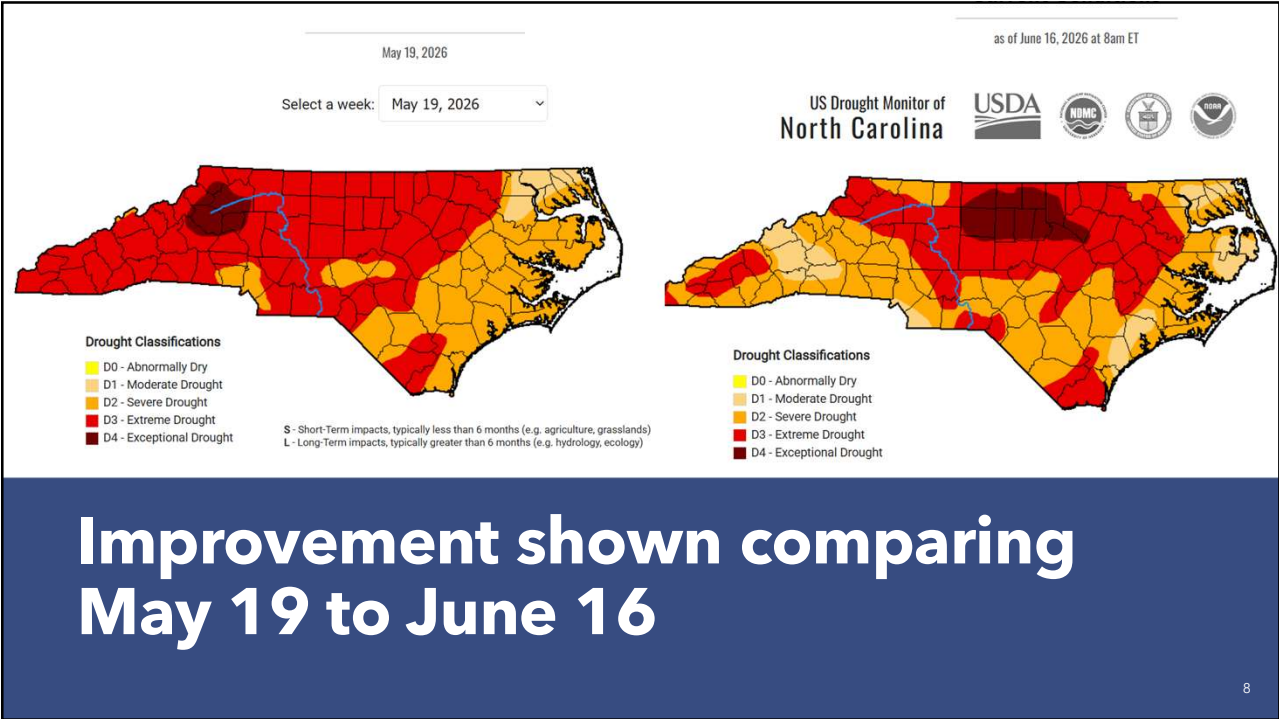 May 19, 2026
Select a week: May 19, 2026
Drought Classifications
D0 - Abnormally Dry
D1 - Moderate Drought
D2 - Severe Drought
D3 - Extreme Drought
D4 - Exceptional Drought
S - Short-Term impacts, typically less than 6 months (e.g. agriculture, grasslands)
L - Long-Term impacts, typically greater than 6 months (e.g. hydrology, ecology)
as of June 16, 2026 at 8am ET
US Drought Monitor of
North Carolina
USDA
NDMC
NOAA
Drought Classifications
D0 - Abnormally Dry
D1 - Moderate Drought
D2 - Severe Drought
D3 - Extreme Drought
D4 - Exceptional Drought
Improvement shown comparing
May 19 to June 16
8